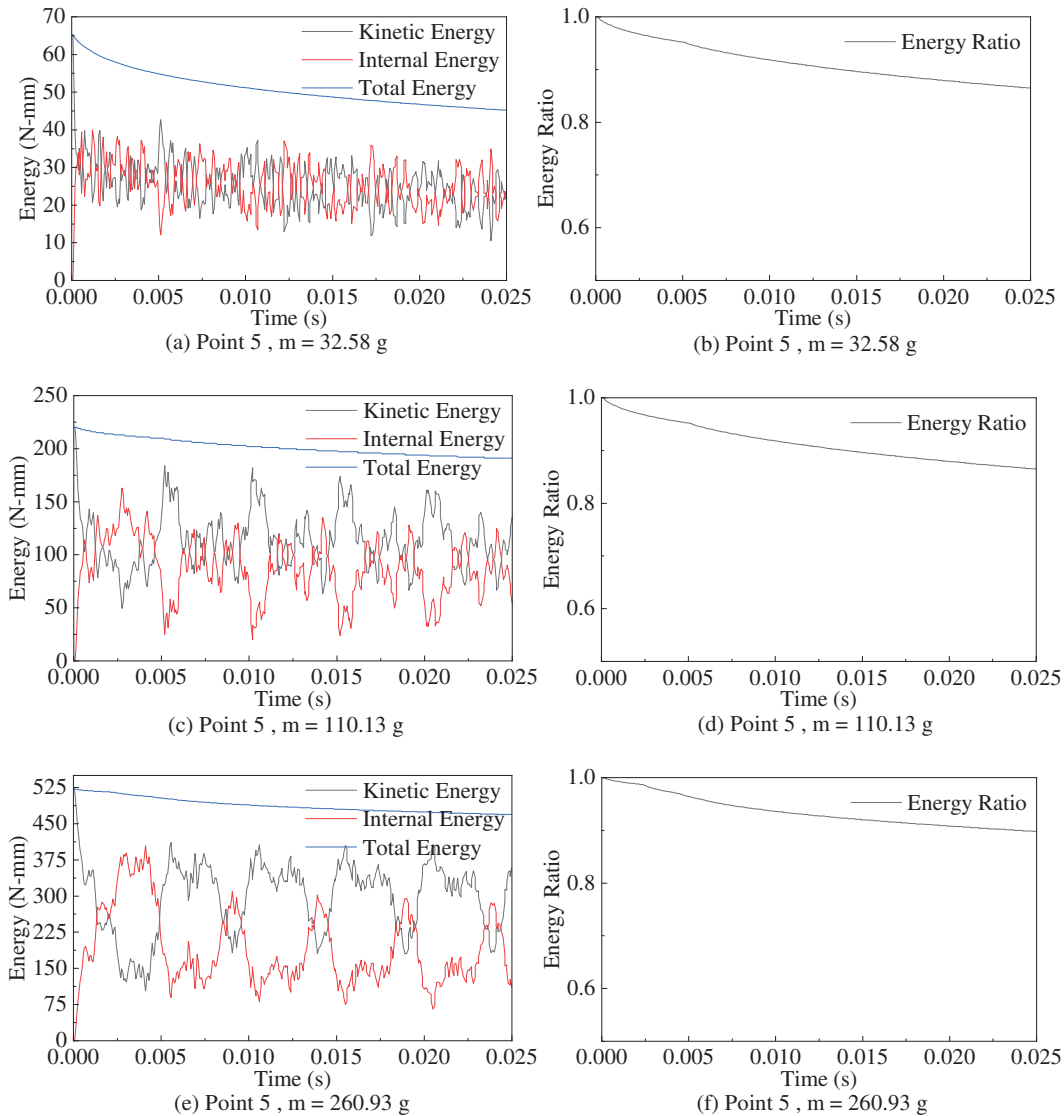 70
60
50
40
30
20
10
0
Energy (N-mm)
Kinetic Energy
Internal Energy
Total Energy
0.000 0.005 0.010 0.015 0.020 0.025
Time (s)
(a) Point 5 , m = 32.58 g
1.0
0.8
0.6
Energy Ratio
Energy Ratio
0.000 0.005 0.010 0.015 0.020 0.025
Time (s)
(b) Point 5 , m = 32.58 g
250
200
150
100
50
0
Energy (N-mm)
Kinetic Energy
Internal Energy
Total Energy
0.000 0.005 0.010 0.015 0.020 0.025
Time (s)
(c) Point 5 , m = 110.13 g
1.0
0.8
0.6
Energy Ratio
Energy Ratio
0.000 0.005 0.010 0.015 0.020 0.025
Time (s)
(d) Point 5 , m = 110.13 g
525
450
375
300
225
150
75
0
Energy (N-mm)
Kinetic Energy
Internal Energy
Total Energy
0.000 0.005 0.010 0.015 0.020 0.025
Time (s)
(e) Point 5 , m = 260.93 g
1.0
0.8
0.6
Energy Ratio
Energy Ratio
0.000 0.005 0.010 0.015 0.020 0.025
Time (s)
(f) Point 5 , m = 260.93 g